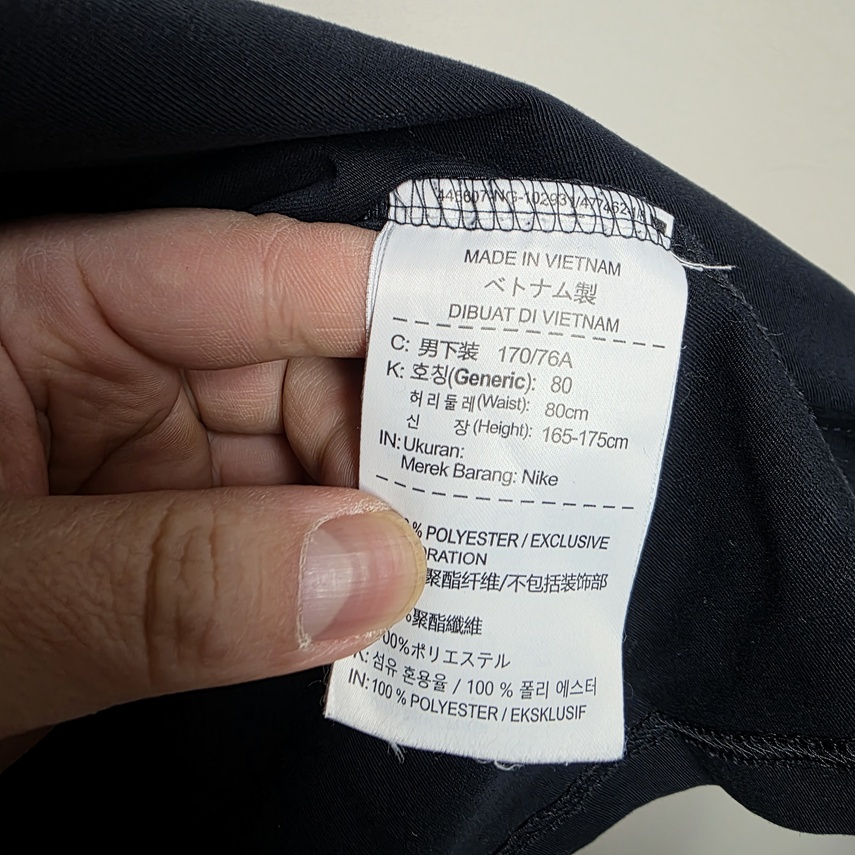 MADE IN VIETNAM
ベトナム製
DIBUAT DI VIETNAM
C: 男下装 170/76A
K: 호칭(Generic): 80
허리둘레(Waist): 80cm
신 장(Height): 165-175cm
IN: Ukuran:
Merek Barang: Nike
% POLYESTER / EXCLUSIVE
ORATION
聚酯纤维/不包括装饰部
%聚酯纖維
00%ポリエステル
K: 섬유 혼용율 / 100 % 폴리 에스터
IN: 100 % POLYESTER / EKSKLUSIF